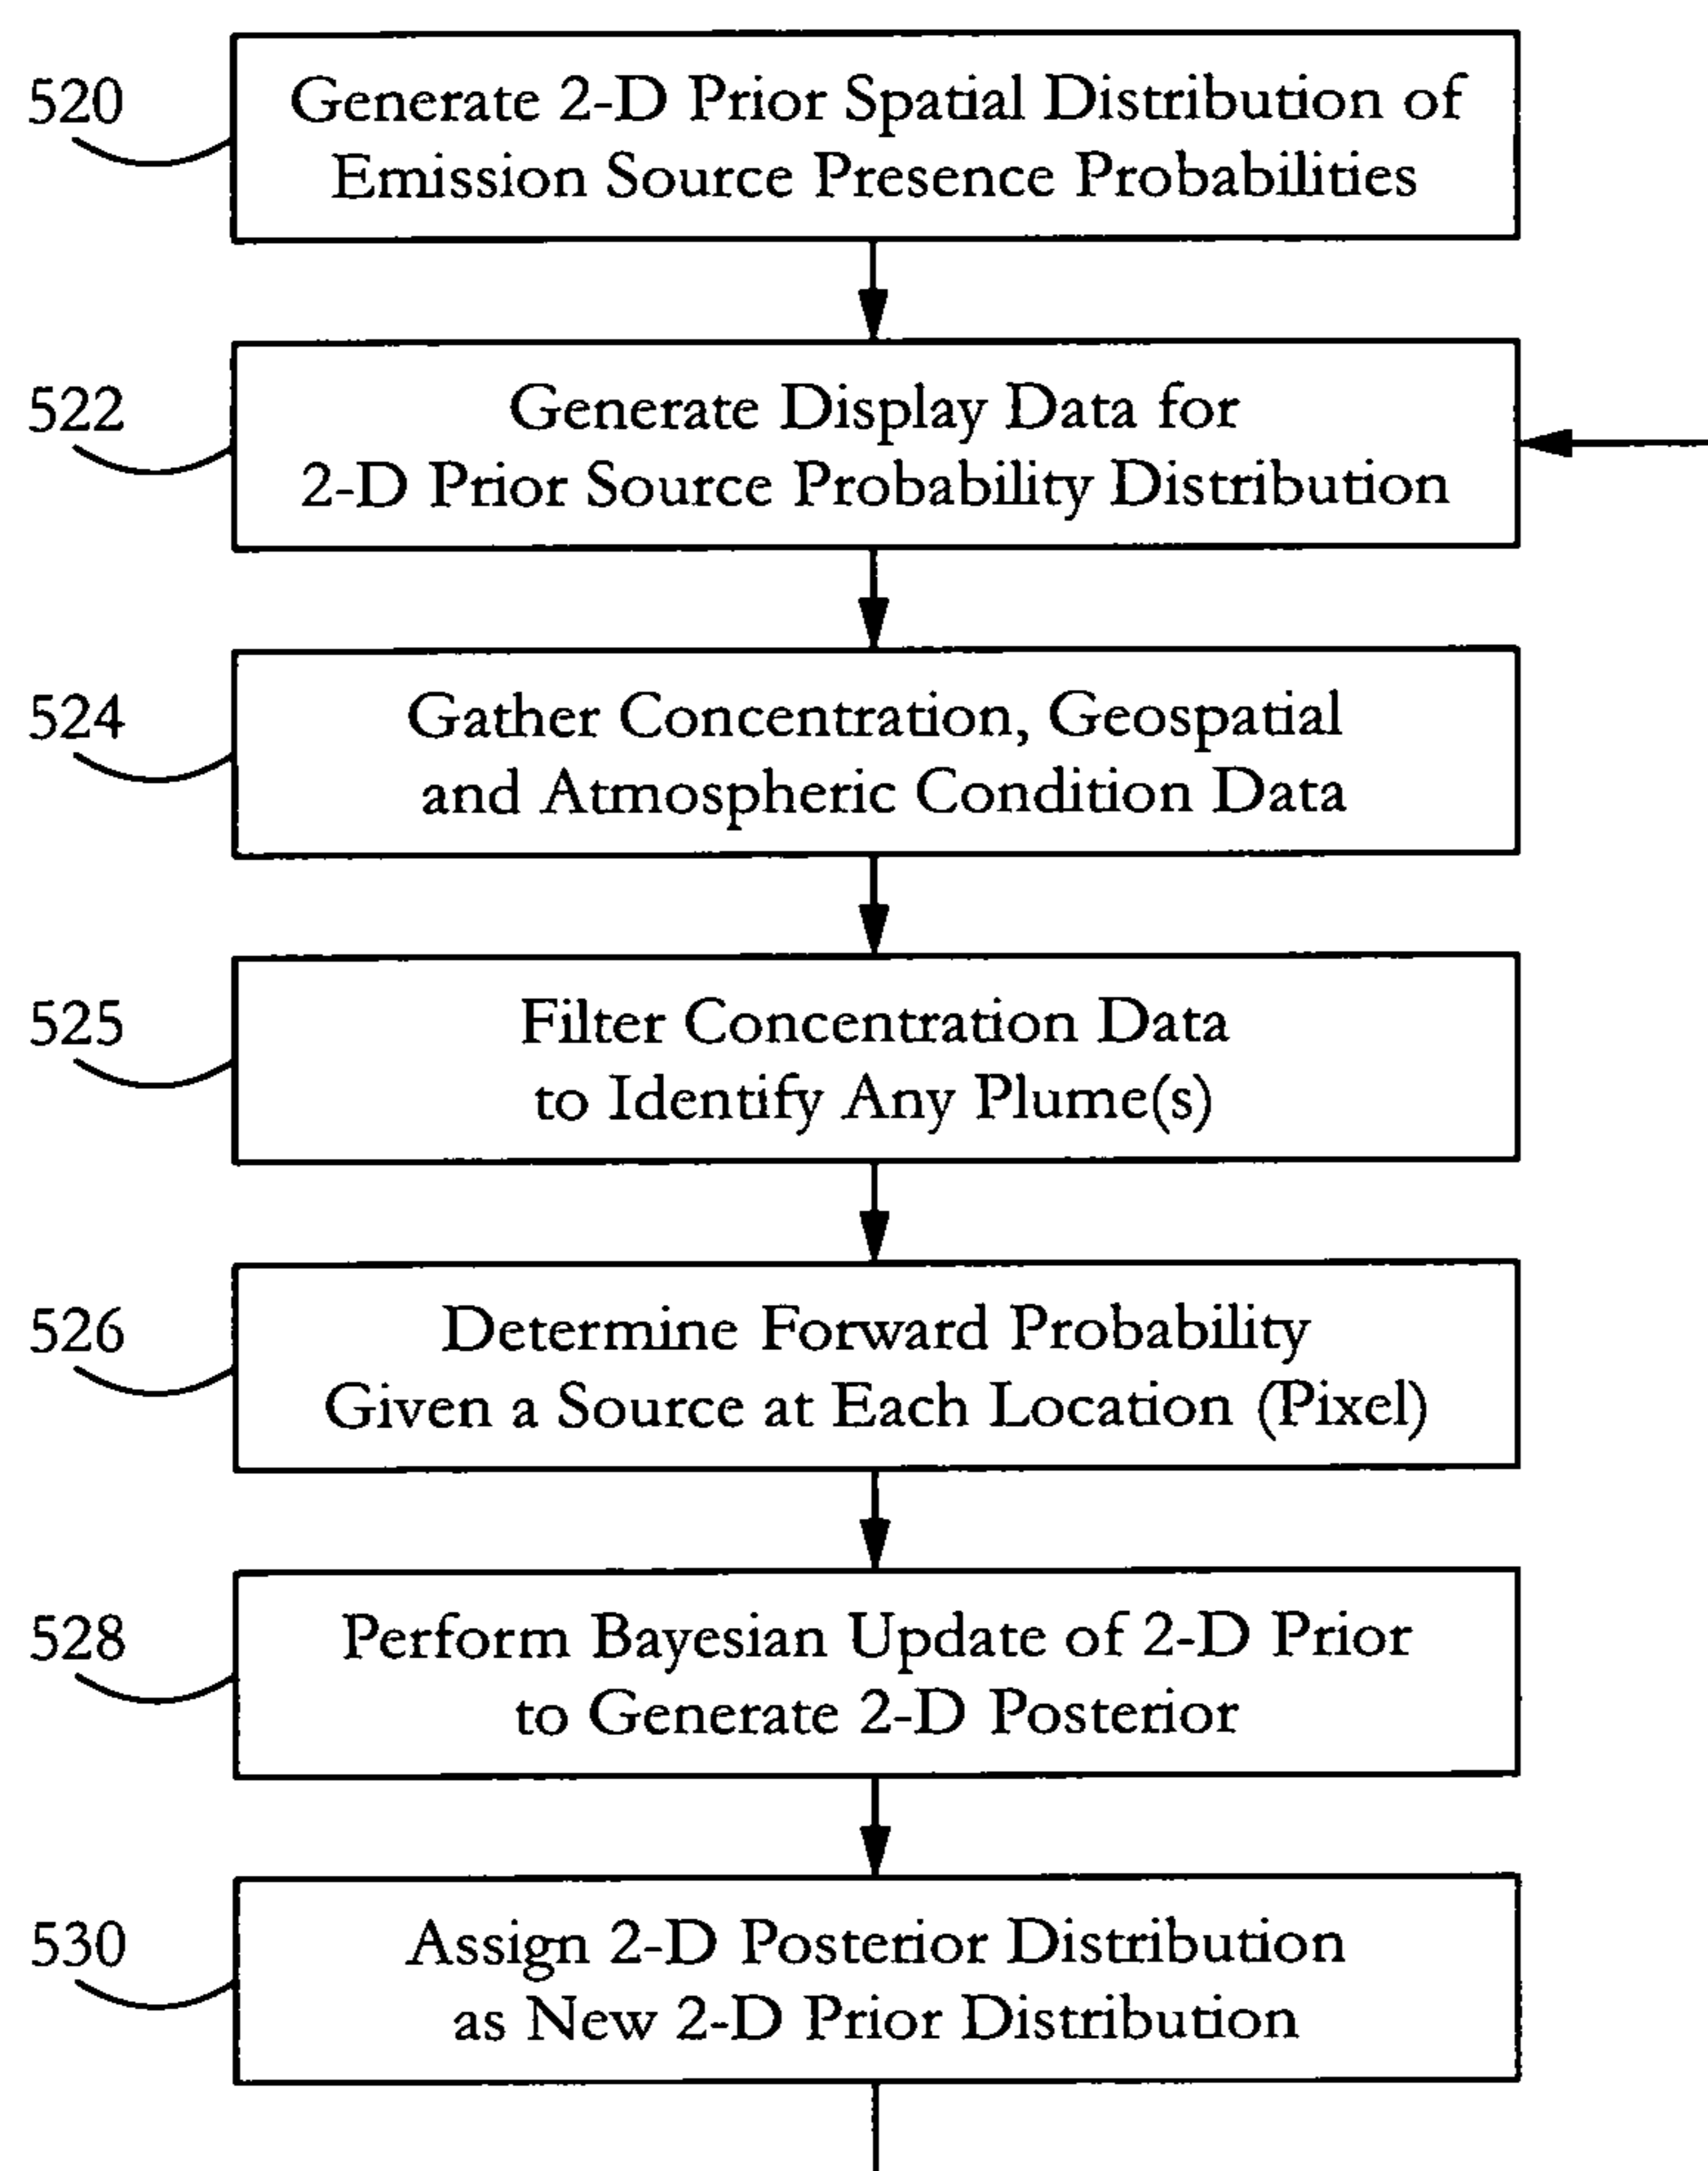 520
Generate 2-D Prior Spatial Distribution of
Emission Source Presence Probabilities
522
Generate Display Data for
2-D Prior Source Probability Distribution
524
Gather Concentration, Geospatial
and Atmospheric Condition Data
525
Filter Concentration Data
to Identify Any Plume(s)
526
Determine Forward Probability
Given a Source at Each Location (Pixel)
528
Perform Bayesian Update of 2-D Prior
to Generate 2-D Posterior
530
Assign 2-D Posterior Distribution
as New 2-D Prior Distribution